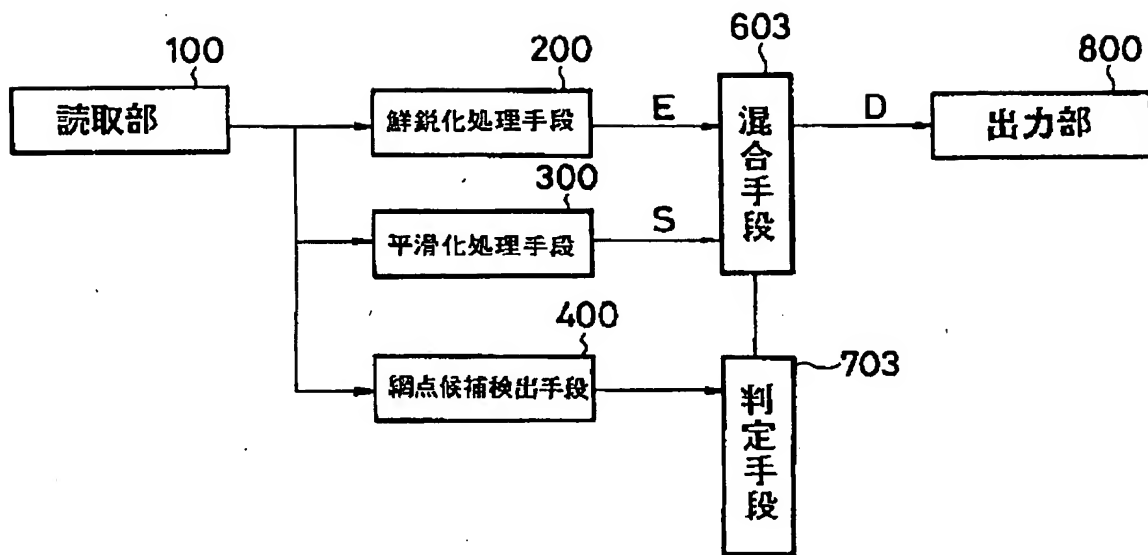 100
読取部
200
鮮鋭化処理手段
E
603
混合手段
D
800
出力部
300
平滑化処理手段
S
400
網点候補検出手段
703
判定手段